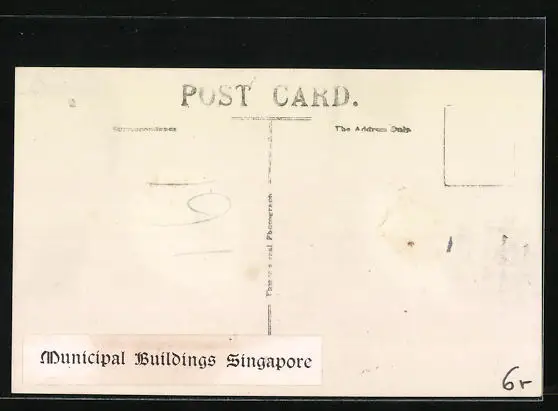 POST CARD.
Correspondence
The Address Only
This is a real Photograph
Municipal Buildings Singapore
6r